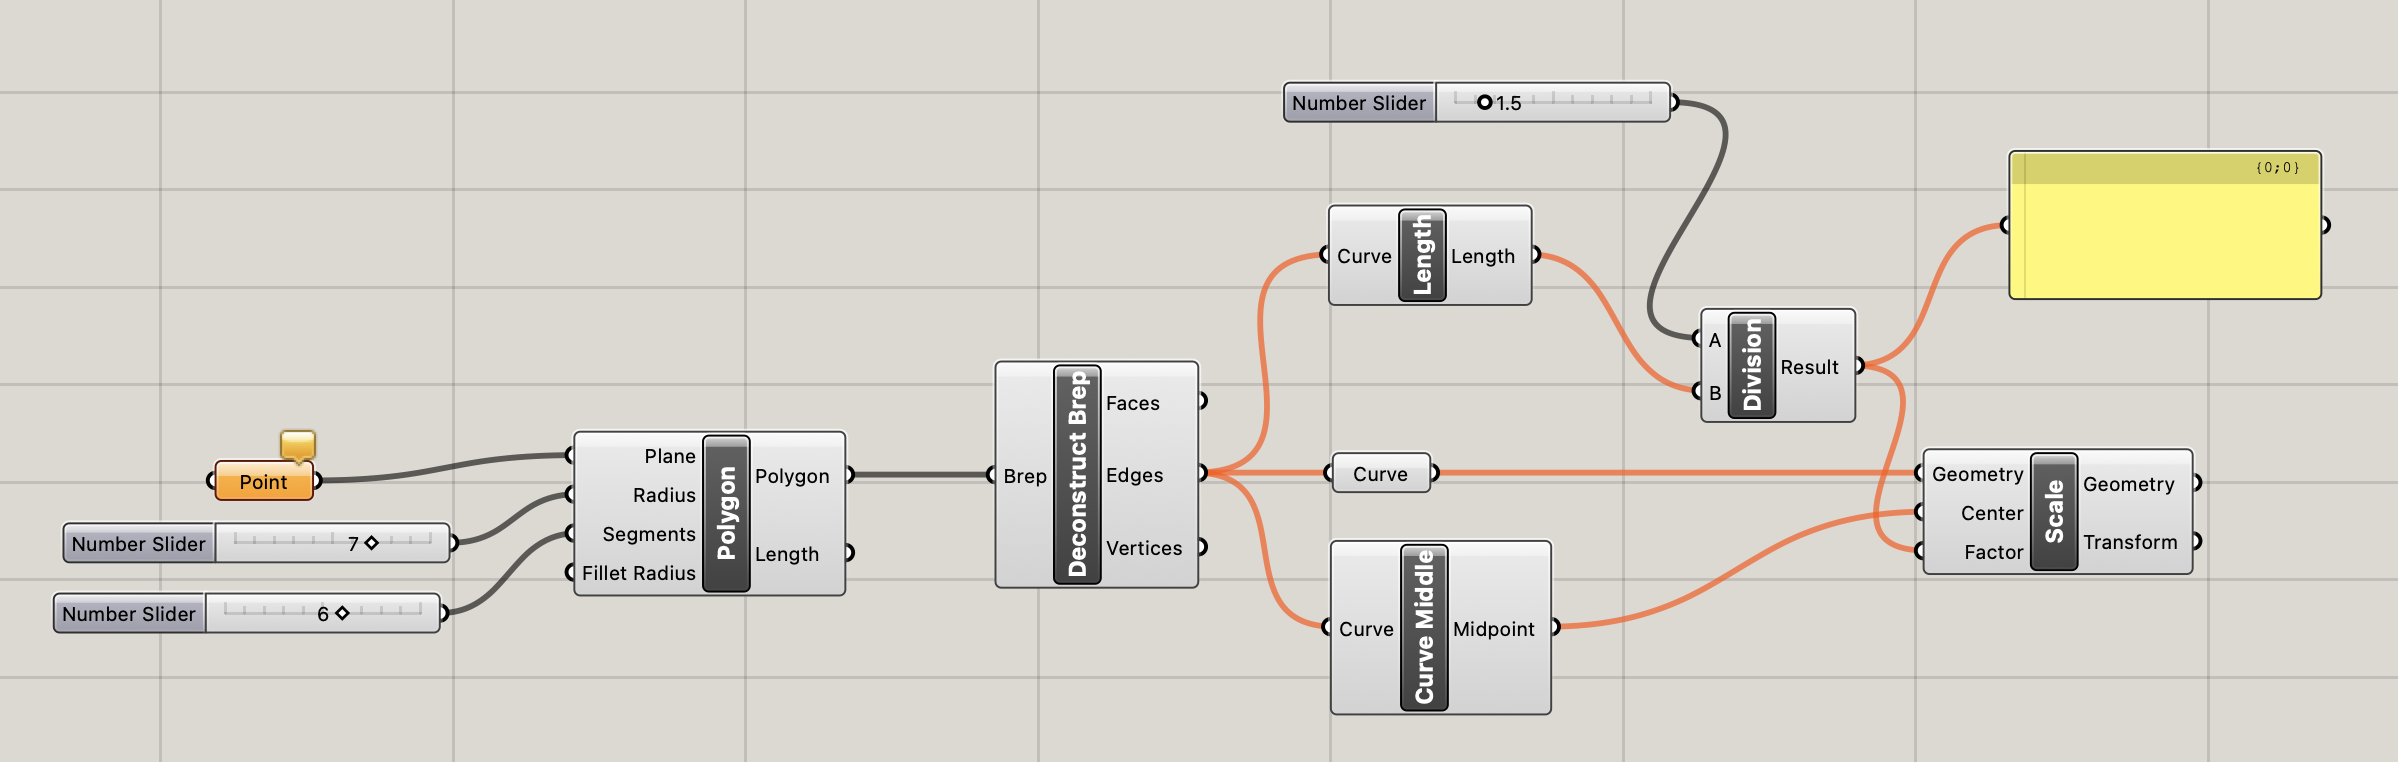 Number Slider 1.5
{0;0}
Curve Length Length
A
B
Division
Result
Point
Number Slider 7
Number Slider 6
Plane
Radius
Segments
Fillet Radius
Polygon
Polygon
Length
Brep
Deconstruct Brep
Faces
Edges
Vertices
Curve
Curve Curve Middle Midpoint
Geometry
Center
Factor
Scale
Geometry
Transform